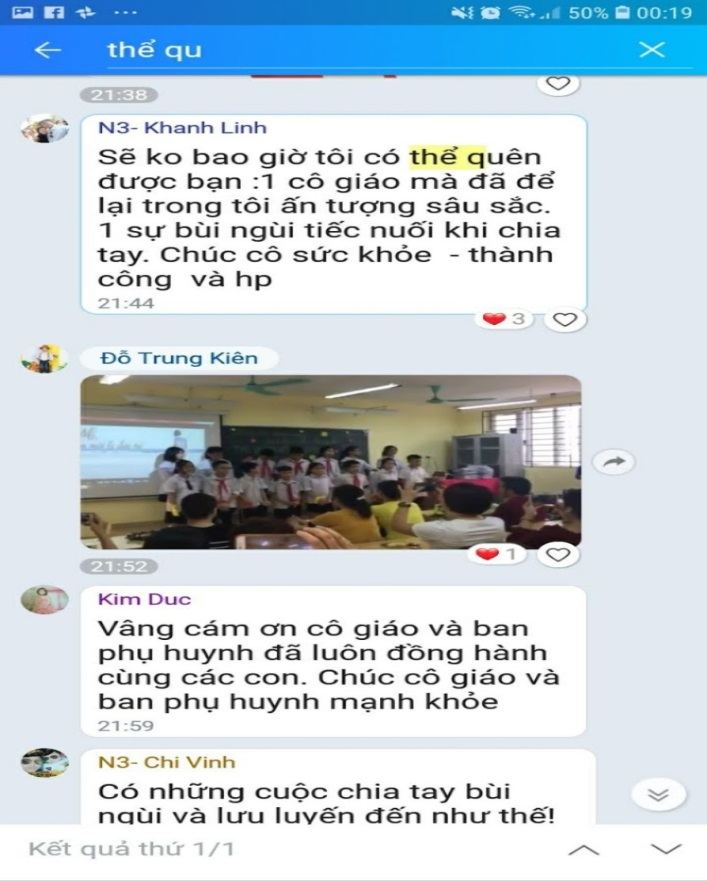 50% 00:19
thể qu
21:38
N3- Khanh Linh
Sẽ ko bao giờ tôi có thể quên
được bạn :1 cô giáo mà đã để
lại trong tôi ấn tượng sâu sắc.
1 sự bùi ngùi tiếc nuối khi chia
tay. Chúc cô sức khỏe - thành
công và hp
21:44
3
Đỗ Trung Kiên
1
21:52
Kim Duc
Vâng cám ơn cô giáo và ban
phụ huynh đã luôn đồng hành
cùng các con. Chúc cô giáo và
ban phụ huynh mạnh khỏe
21:59
N3- Chi Vinh
Có những cuộc chia tay bùi
ngùi và lưu luyến đến như thế!
Kết quả thứ 1/1